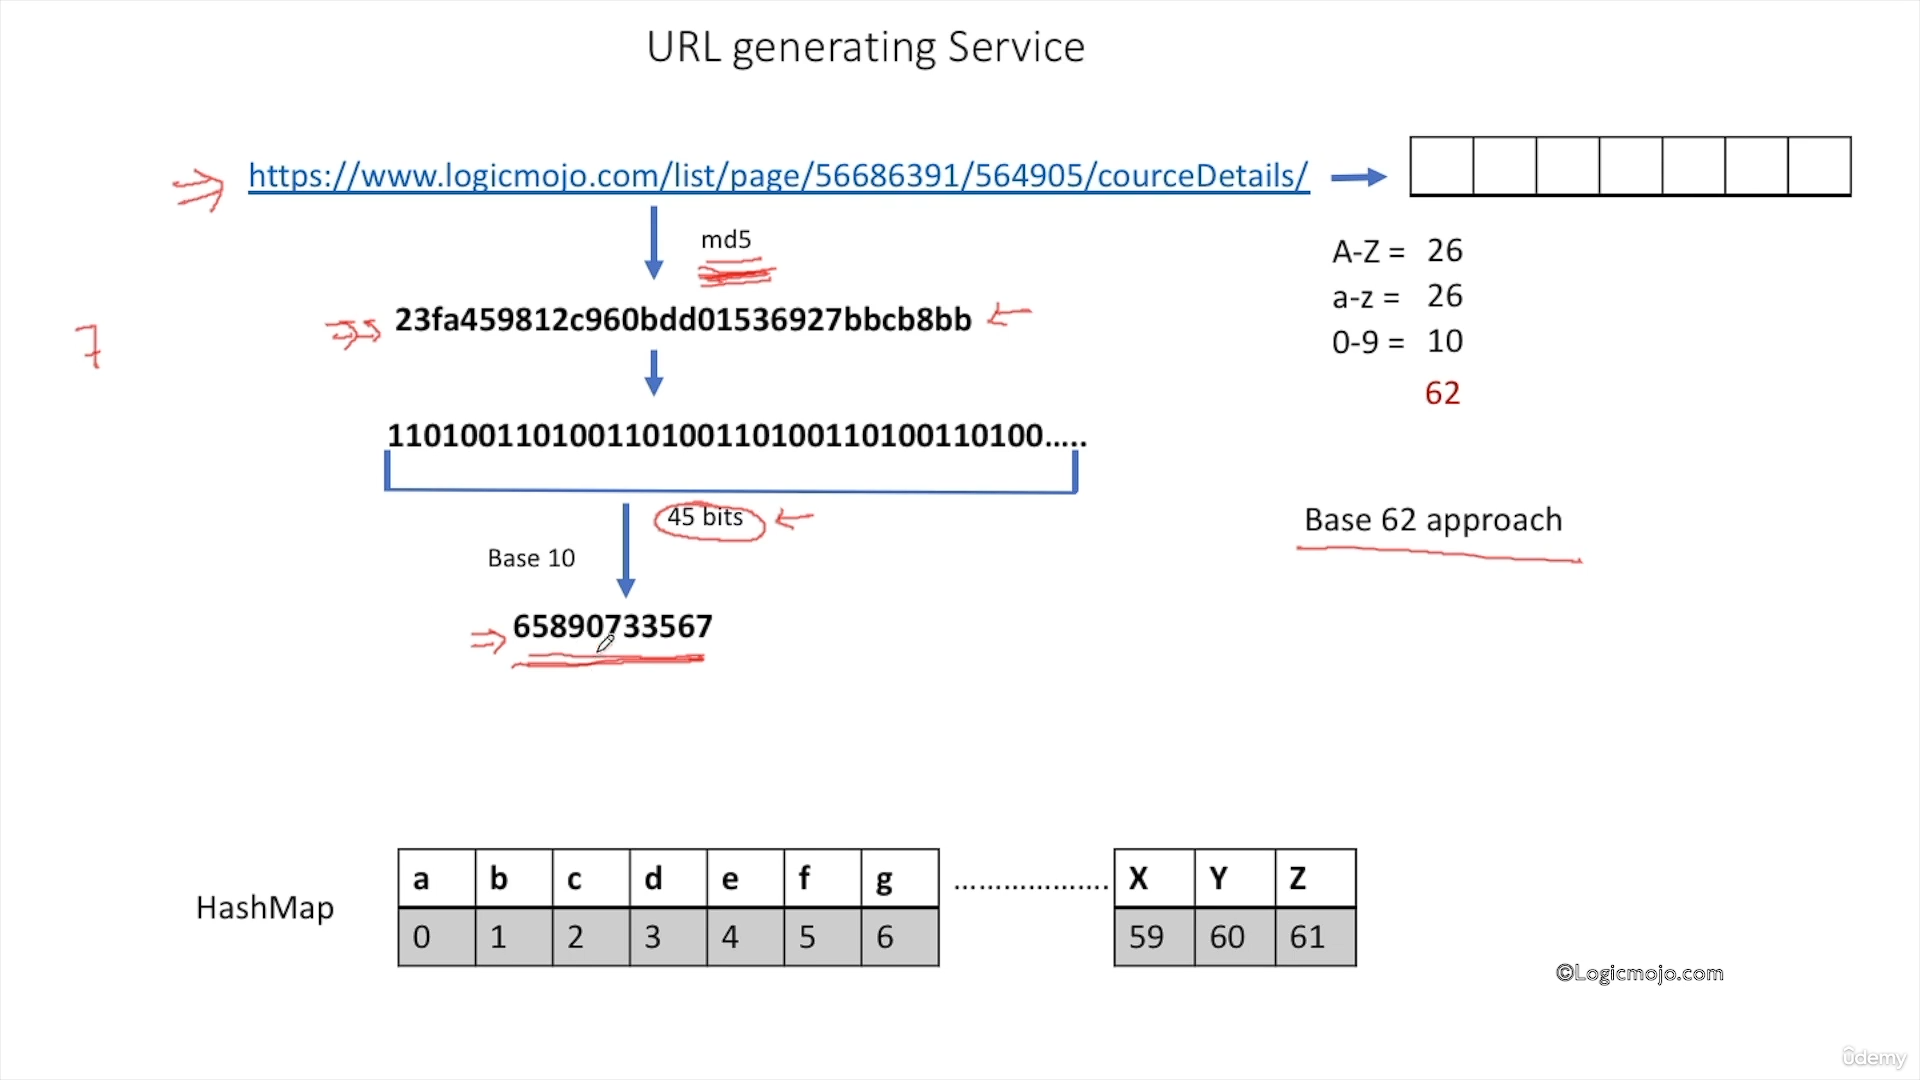 URL generating Service
https://www.logicmojo.com/list/page/56686391/564905/courceDetails/
md5
A-Z = 26
a-z = 26
0-9 = 10
62
23fa459812c960bdd01536927bbcb8bb
7
110100110100110100110100110100110100.....
45 bits
Base 10
Base 62 approach
65890733567
HashMap
a b c d e f g ................... X Y Z
0 1 2 3 4 5 6 59 60 61
©Logicmojo.com
ûdemy